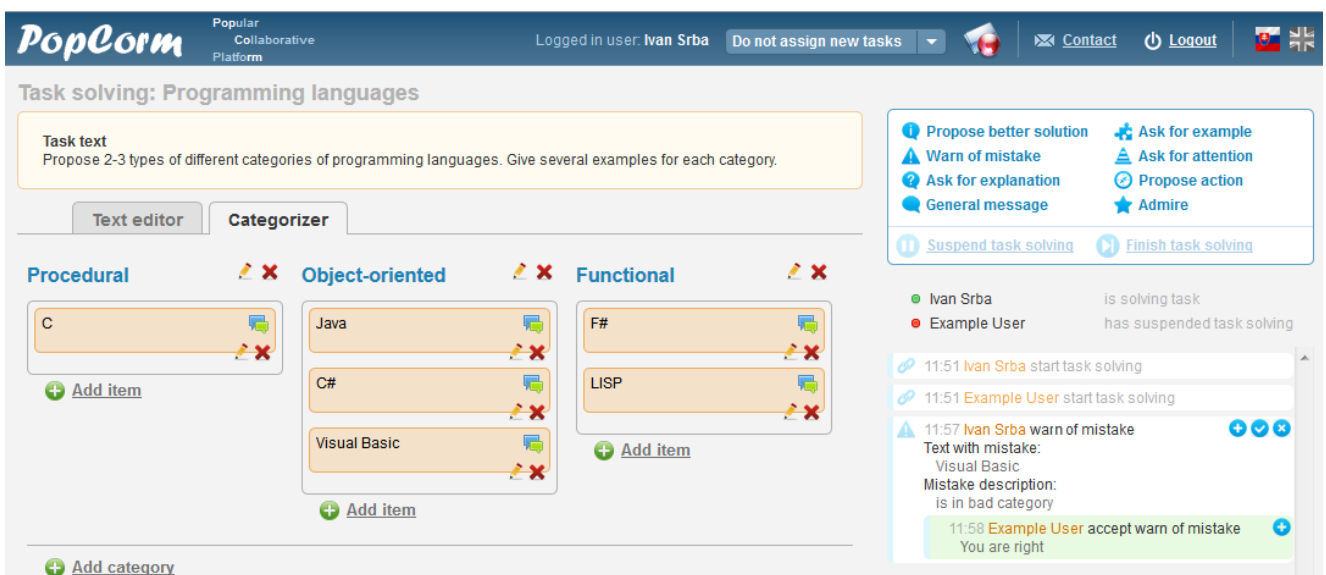 PopCorm
Popular
Collaborative
Platform
Logged in user: Ivan Srba
Do not assign new tasks
Contact
Logout
Task solving: Programming languages
Task text
Propose 2-3 types of different categories of programming languages. Give several examples for each category.
Text editor
Categorizer
Procedural
C
Add item
Object-oriented
Java
C#
Visual Basic
Add item
Functional
F#
LISP
Add item
Add category
Propose better solution
Ask for example
Warn of mistake
Ask for attention
Ask for explanation
Propose action
General message
Admire
Suspend task solving
Finish task solving
Ivan Srba is solving task
Example User has suspended task solving
11:51 Ivan Srba start task solving
11:51 Example User start task solving
11:57 Ivan Srba warn of mistake
Text with mistake:
Visual Basic
Mistake description:
is in bad category
11:58 Example User accept warn of mistake
You are right